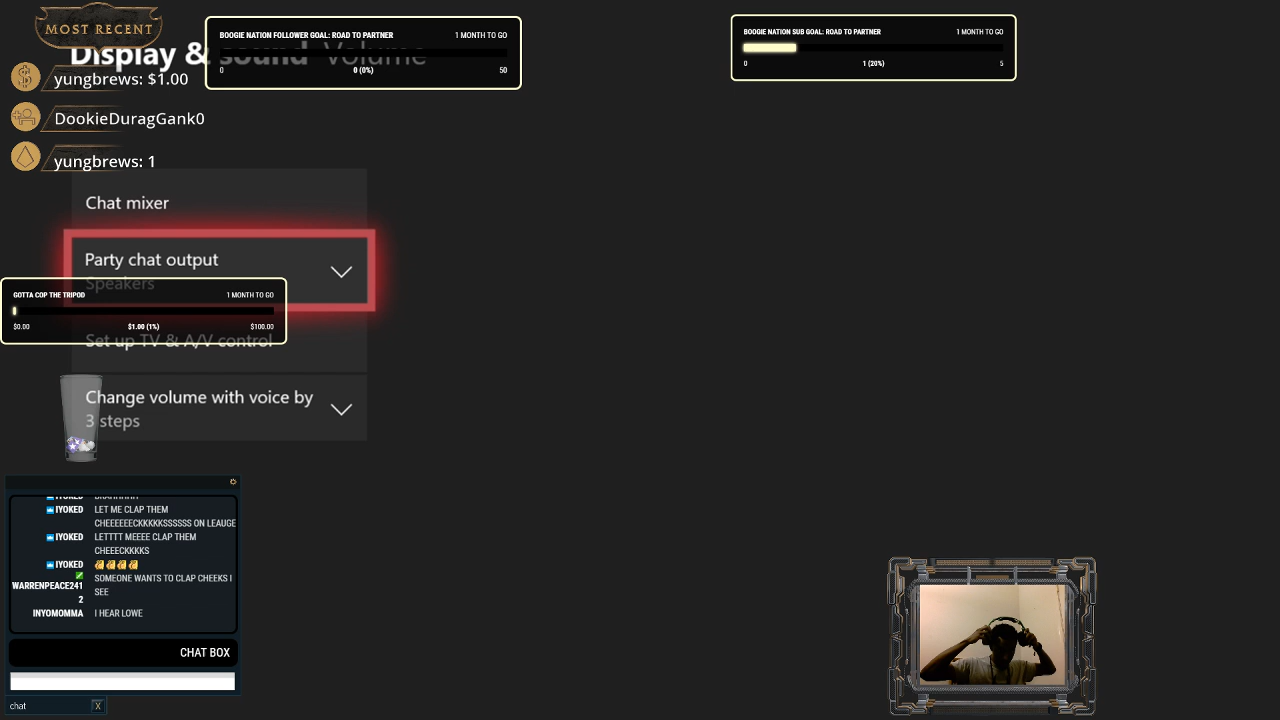 MOST RECENT
Display & sound Volume
BOOGIE NATION FOLLOWER GOAL: ROAD TO PARTNER 1 MONTH TO GO
0 0 (0%) 50
BOOGIE NATION SUB GOAL: ROAD TO PARTNER 1 MONTH TO GO
0 1 (20%) 5
yungbrews: $1.00
DookieDuragGank0
yungbrews: 1
Chat mixer
Party chat output
Speakers
GOTTA COP THE TRIPOD 1 MONTH TO GO
$0.00 $1.00 (1%) $100.00
Set up TV & A/V control
Change volume with voice by
3 steps
IYOKED LET ME CLAP THEM
CHEEEEEECKKKKKSSSSSS ON LEAUGE
IYOKED LETTTT MEEEE CLAP THEM
CHEEECKKKKS
IYOKED
WARRENPEACE241 SOMEONE WANTS TO CLAP CHEEKS I
2 SEE
INYOMOMMA I HEAR LOWE
CHAT BOX
chat X